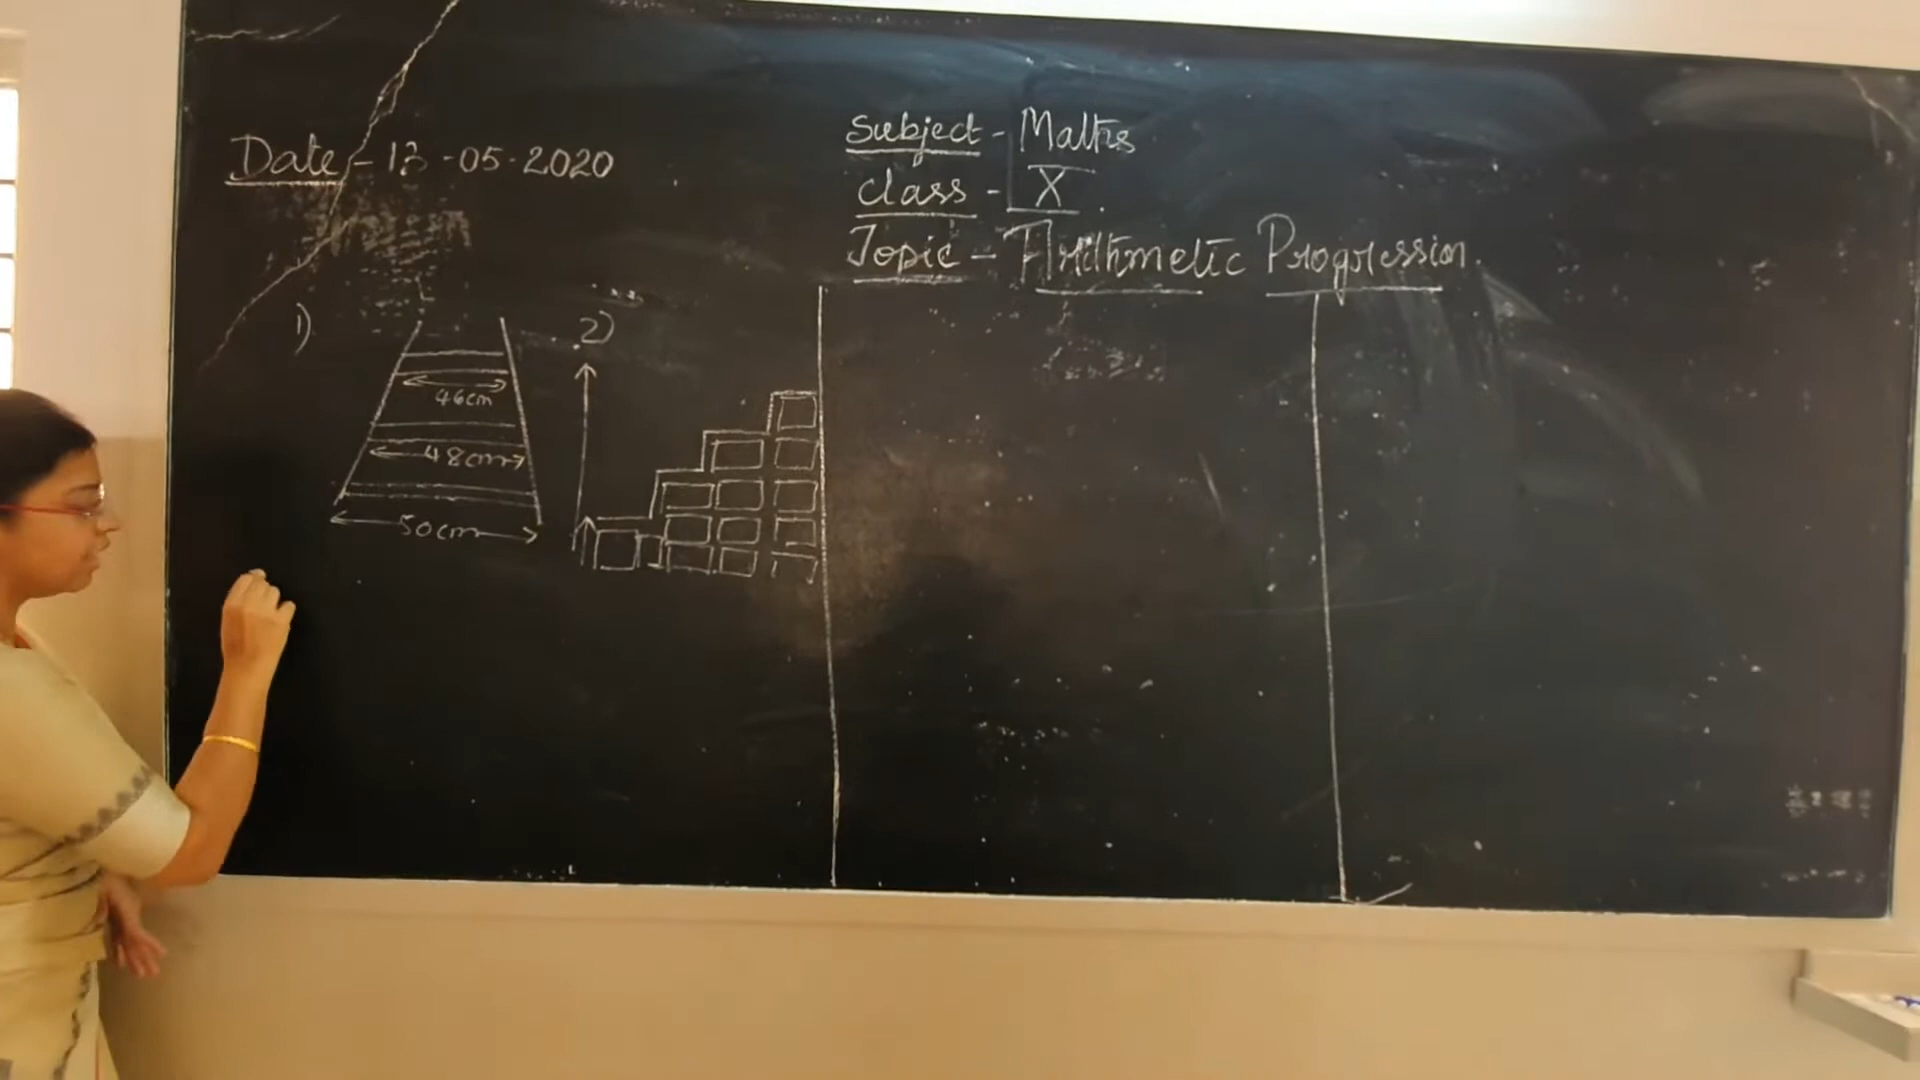 Date - 13-05-2020
Subject - Maths
Class - X.
Topic - Arithmetic Progression.
1)
46cm
48cm
50cm
2)